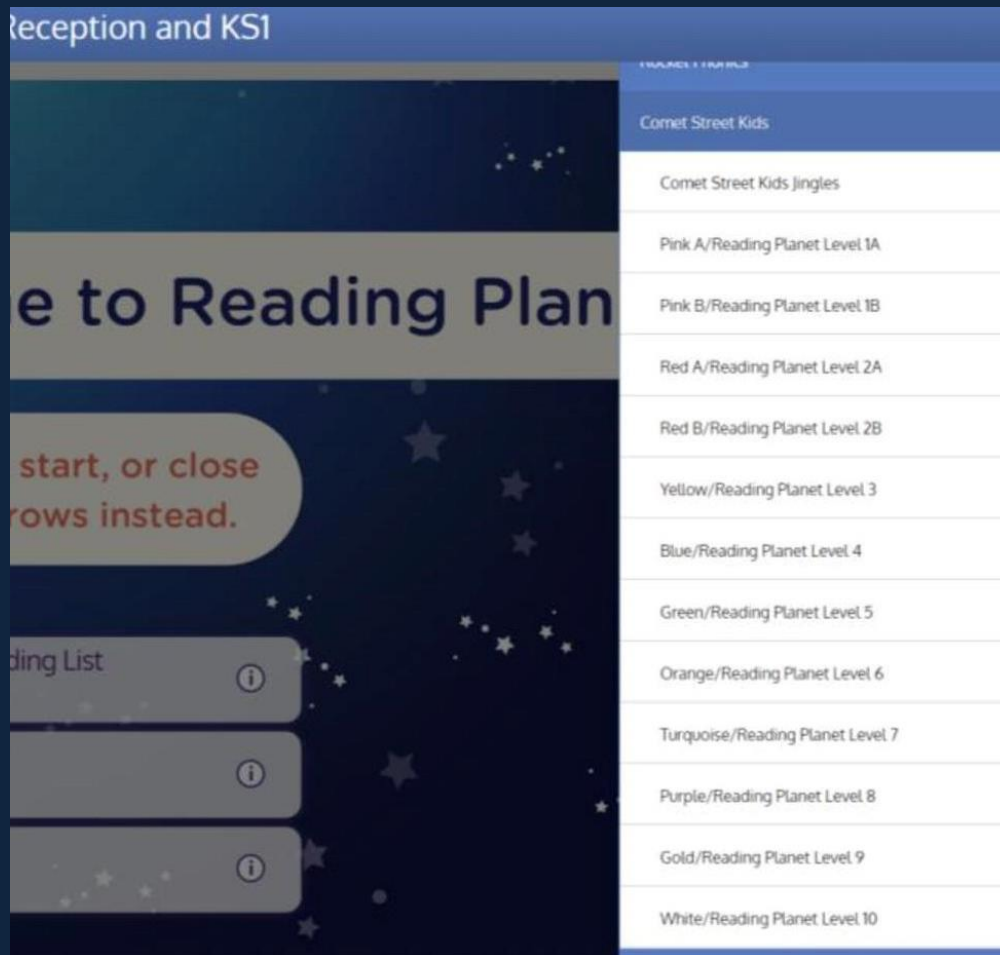 Reception and KS1
e to Reading Plan
start, or close
rows instead.
ding List
Rocket Phonics
Comet Street Kids
Comet Street Kids Jingles
Pink A/Reading Planet Level 1A
Pink B/Reading Planet Level 1B
Red A/Reading Planet Level 2A
Red B/Reading Planet Level 2B
Yellow/Reading Planet Level 3
Blue/Reading Planet Level 4
Green/Reading Planet Level 5
Orange/Reading Planet Level 6
Turquoise/Reading Planet Level 7
Purple/Reading Planet Level 8
Gold/Reading Planet Level 9
White/Reading Planet Level 10